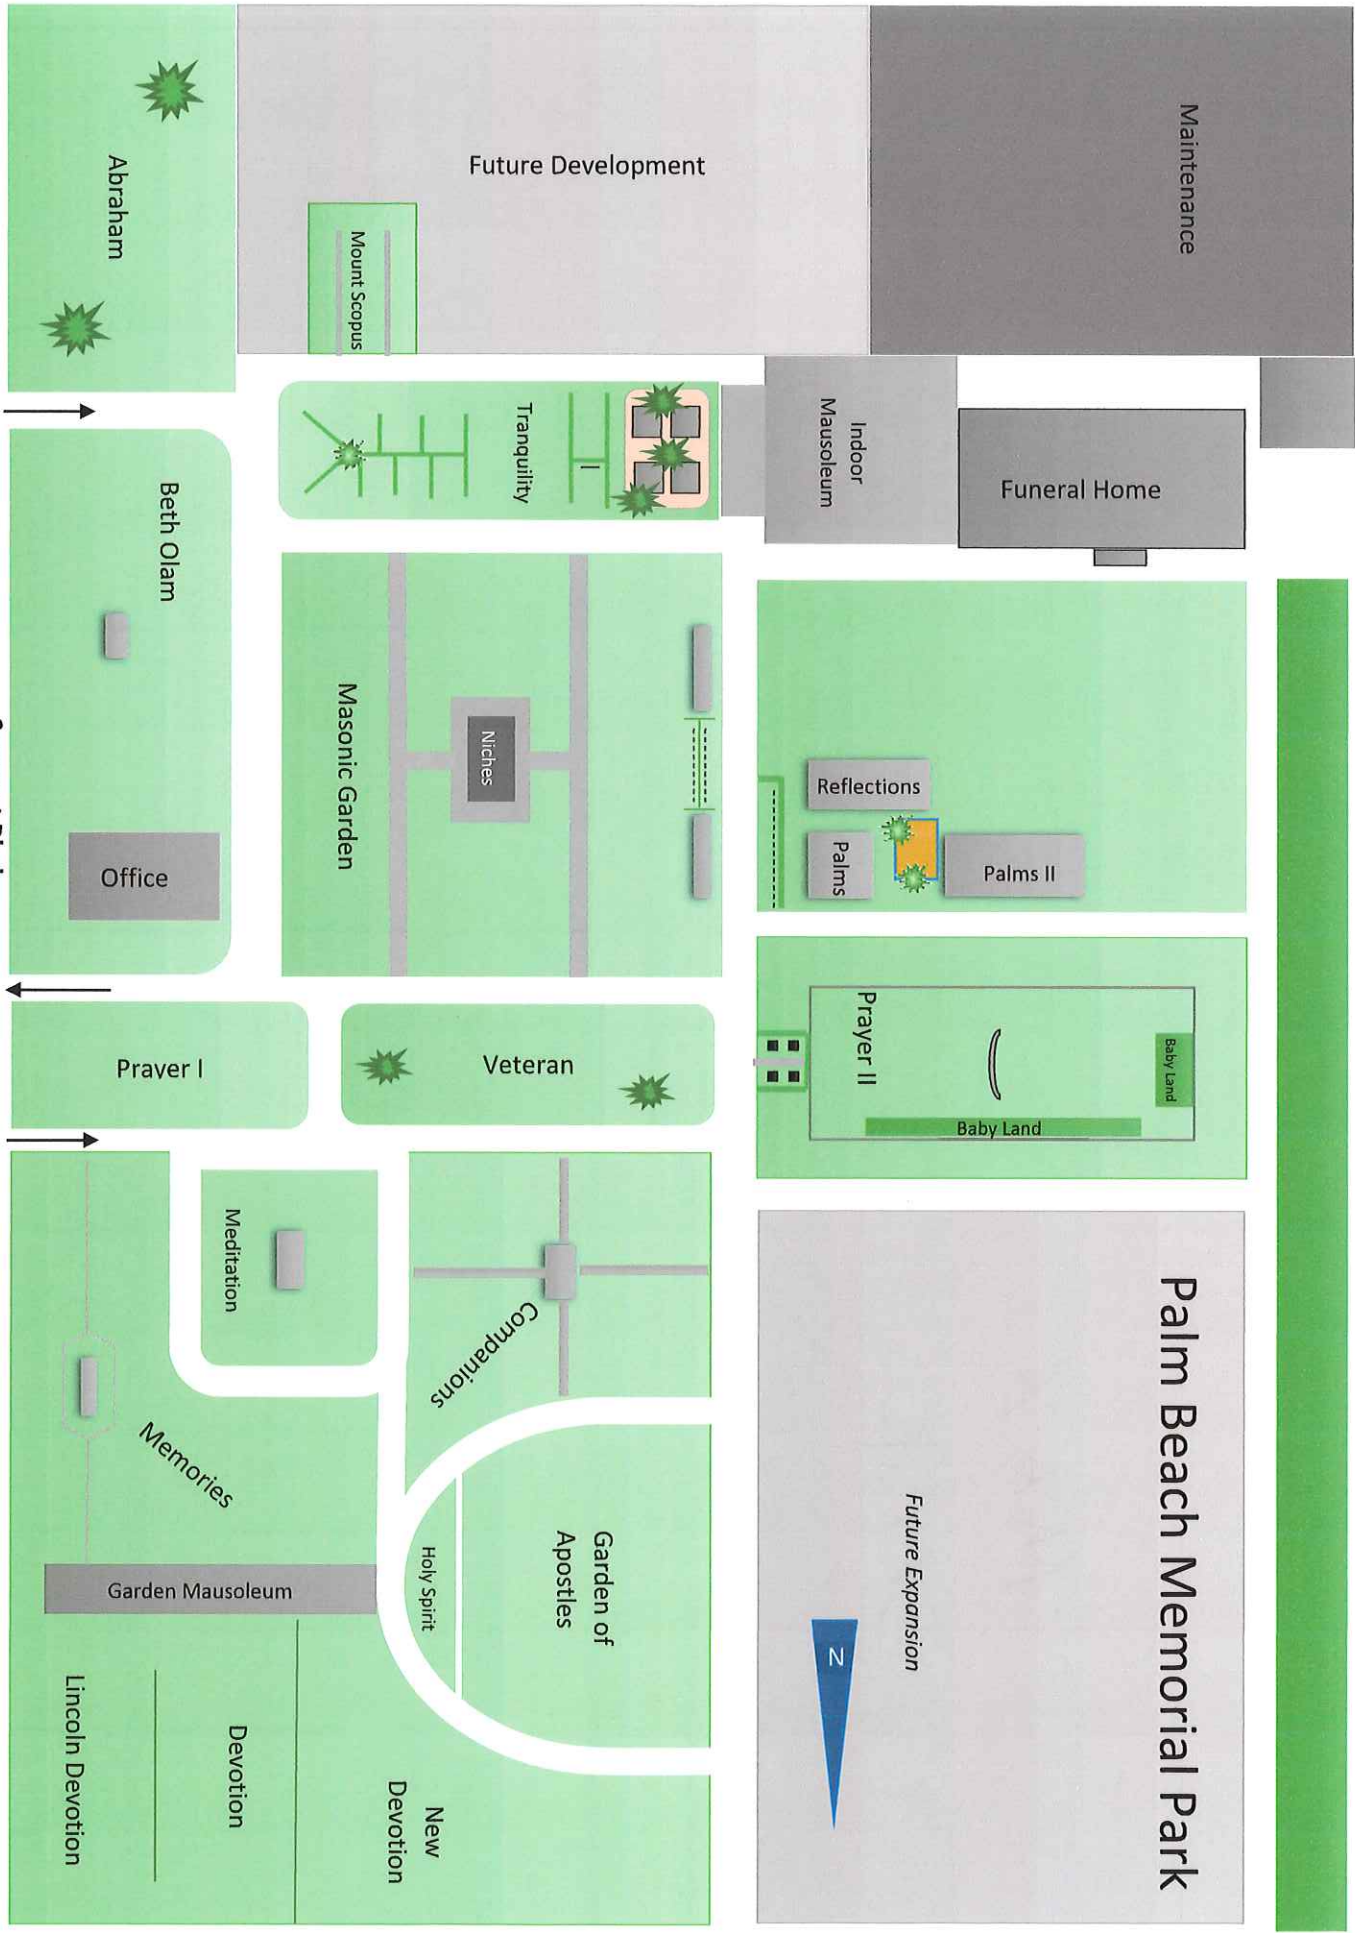 Palm Beach Memorial Park
Maintenance
Future Development
Abraham
Mount Scopus
Indoor
Mausoleum
Funeral Home
Tranquility
Beth Olam
Office
Masonic Garden
Niches
Reflections
Palms
Palms II
Prayer II
Baby Land
Baby Land
Prayer I
Veteran
Meditation
Companions
Memories
Garden Mausoleum
Holy Spirit
Garden of
Apostles
Future Expansion
N
New
Devotion
Devotion
Lincoln Devotion